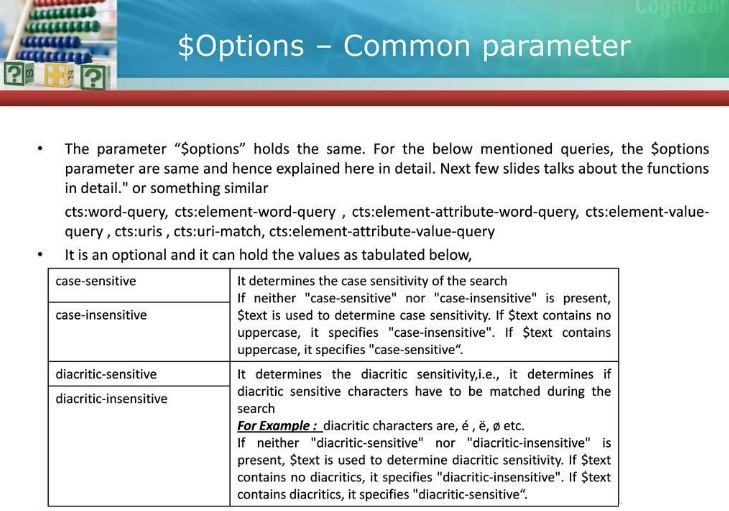 Cognizant
ACADEMY
$Options – Common parameter
• The parameter “$options” holds the same. For the below mentioned queries, the $options
parameter are same and hence explained here in detail. Next few slides talks about the functions
in detail." or something similar
cts:word-query, cts:element-word-query , cts:element-attribute-word-query, cts:element-value-
query , cts:uris , cts:uri-match, cts:element-attribute-value-query
• It is an optional and it can hold the values as tabulated below,
case-sensitive
case-insensitive
It determines the case sensitivity of the search
If neither "case-sensitive" nor "case-insensitive" is present,
$text is used to determine case sensitivity. If $text contains no
uppercase, it specifies "case-insensitive". If $text contains
uppercase, it specifies "case-sensitive“.
diacritic-sensitive
diacritic-insensitive
It determines the diacritic sensitivity,i.e., it determines if
diacritic sensitive characters have to be matched during the
search
For Example : diacritic characters are, é , ë, ø etc.
If neither "diacritic-sensitive" nor "diacritic-insensitive" is
present, $text is used to determine diacritic sensitivity. If $text
contains no diacritics, it specifies "diacritic-insensitive". If $text
contains diacritics, it specifies "diacritic-sensitive“.